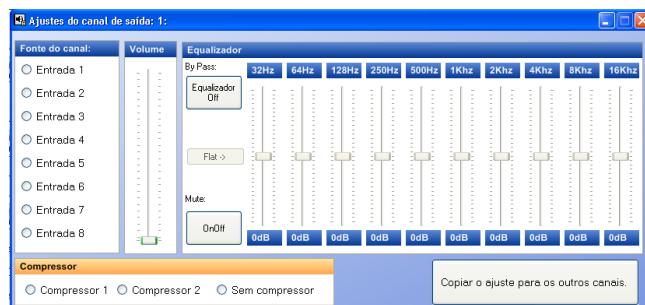 Ajustes do canal de saída: 1:
Fonte do canal:
Entrada 1
Entrada 2
Entrada 3
Entrada 4
Entrada 5
Entrada 6
Entrada 7
Entrada 8
Volume
Equalizador
By Pass:
Equalizador
Off
Flat ->
Mute:
OnOff
32Hz 64Hz 128Hz 250Hz 500Hz 1Khz 2Khz 4Khz 8Khz 16Khz
0dB 0dB 0dB 0dB 0dB 0dB 0dB 0dB 0dB 0dB
Compressor
Compressor 1 Compressor 2 Sem compressor
Copiar o ajuste para os outros canais.